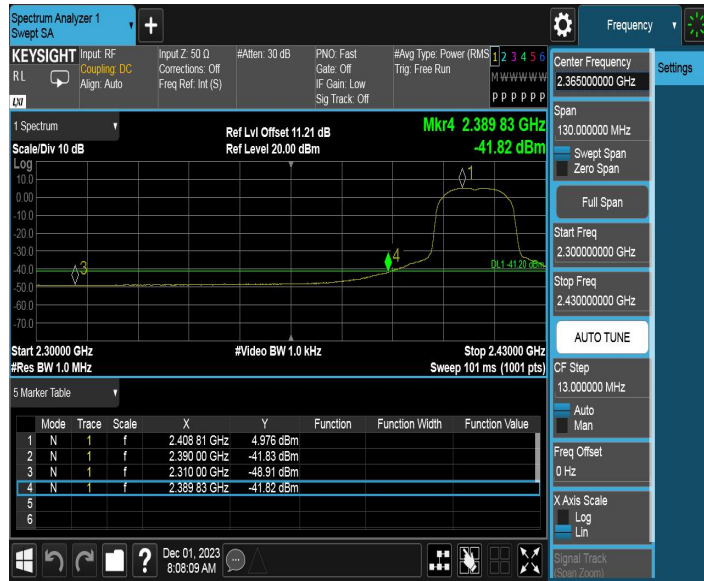 Spectrum Analyzer 1
Swept SA
+
Frequency
KEYSIGHT
RL
LXI
Input: RF
Coupling: DC
Align: Auto
Input Z: 50 Ω
Corrections: Off
Freq Ref: Int (S)
#Atten: 30 dB
PNO: Fast
Gate: Off
IF Gain: Low
Sig Track: Off
#Avg Type: Power (RMS
Trig: Free Run
1 2 3 4 5 6
M W W W W W
P P P P P P
1 Spectrum
Scale/Div 10 dB
Ref Lvl Offset 11.21 dB
Ref Level 20.00 dBm
Mkr4 2.389 83 GHz
-41.82 dBm
Log
10.0
0.00
-10.0
-20.0
-30.0
-40.0
-50.0
-60.0
-70.0
1
3
4
DL1 -41.20 dBm
Start 2.30000 GHz
#Video BW 1.0 kHz
Stop 2.43000 GHz
#Res BW 1.0 MHz
Sweep 101 ms (1001 pts)
5 Marker Table
Mode Trace Scale X Y Function Function Width Function Value
1 N 1 f 2.408 81 GHz 4.976 dBm
2 N 1 f 2.390 00 GHz -41.83 dBm
3 N 1 f 2.310 00 GHz -48.91 dBm
4 N 1 f 2.389 83 GHz -41.82 dBm
5
6
?
Dec 01, 2023
8:08:09 AM
Center Frequency
2.365000000 GHz
Settings
Span
130.000000 MHz
Swept Span
Zero Span
Full Span
Start Freq
2.300000000 GHz
Stop Freq
2.430000000 GHz
AUTO TUNE
CF Step
13.000000 MHz
Auto
Man
Freq Offset
0 Hz
X Axis Scale
Log
Lin
Signal Track
(Span Zoom)